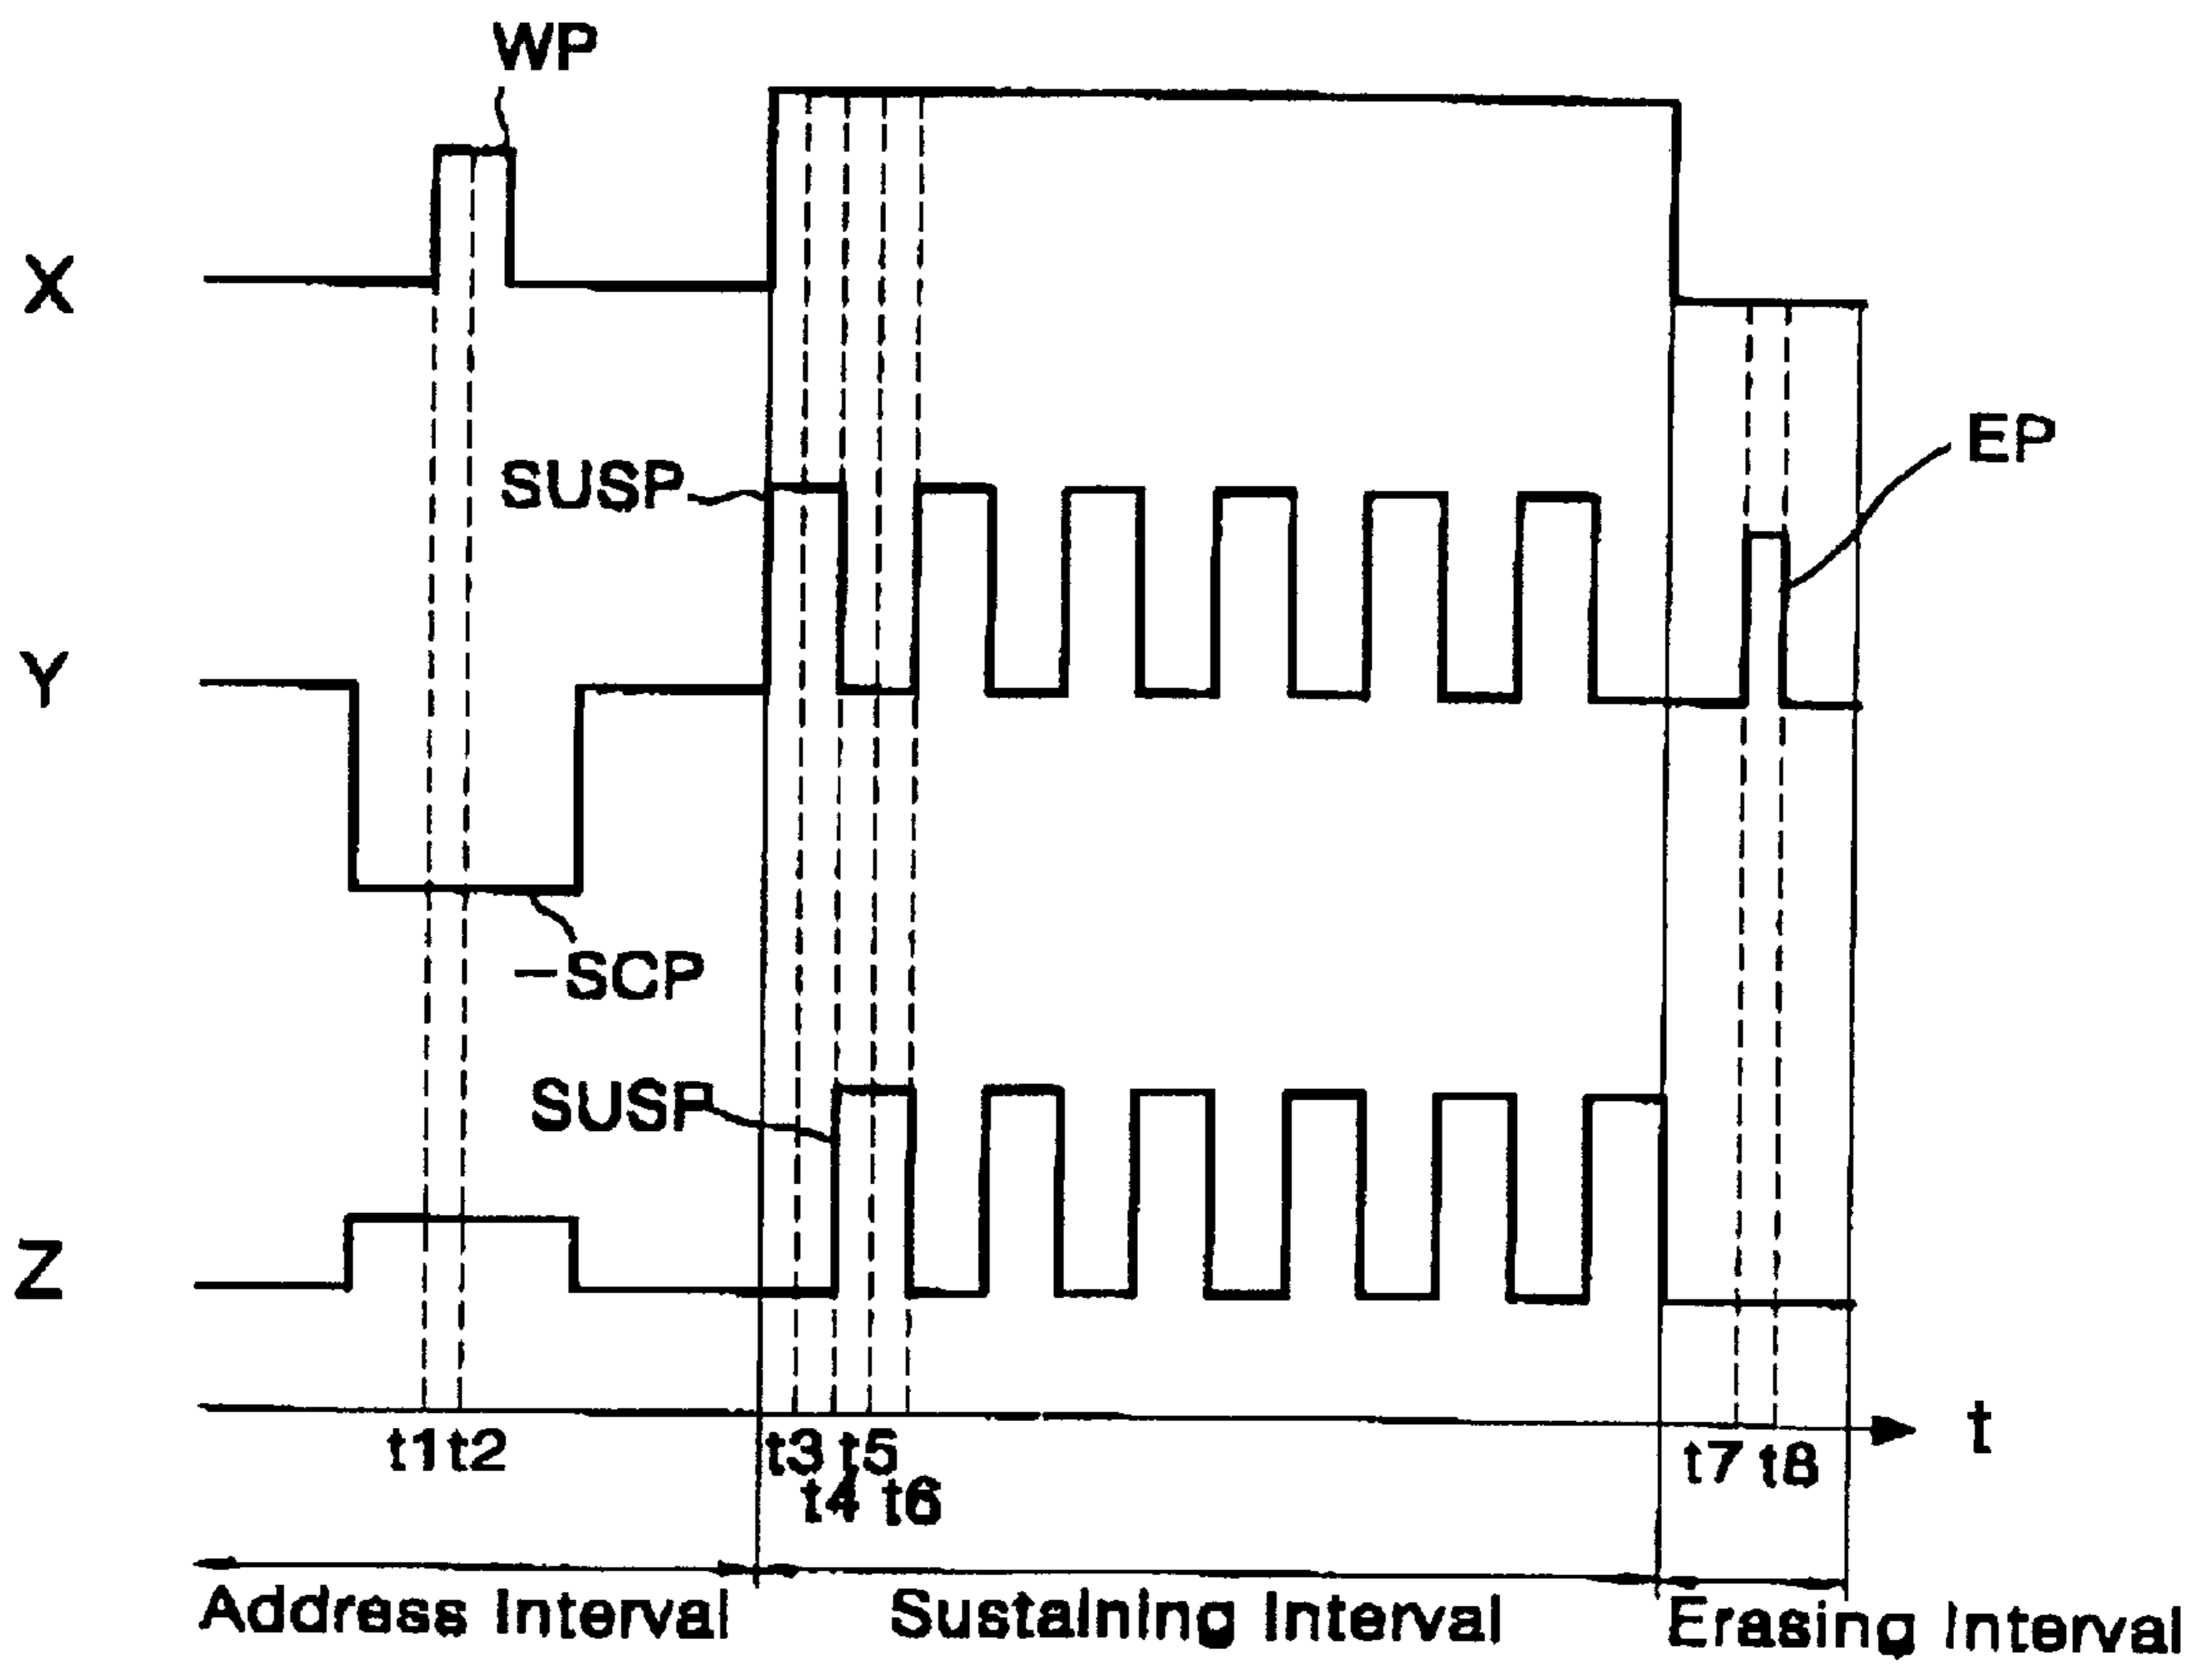 WP
X
SUSP
EP
Y
-SCP
SUSP
Z
t
t1 t2 t3 t5 t7 t8
t4 t6
Address Interval Sustaining Interval Erasing Interval